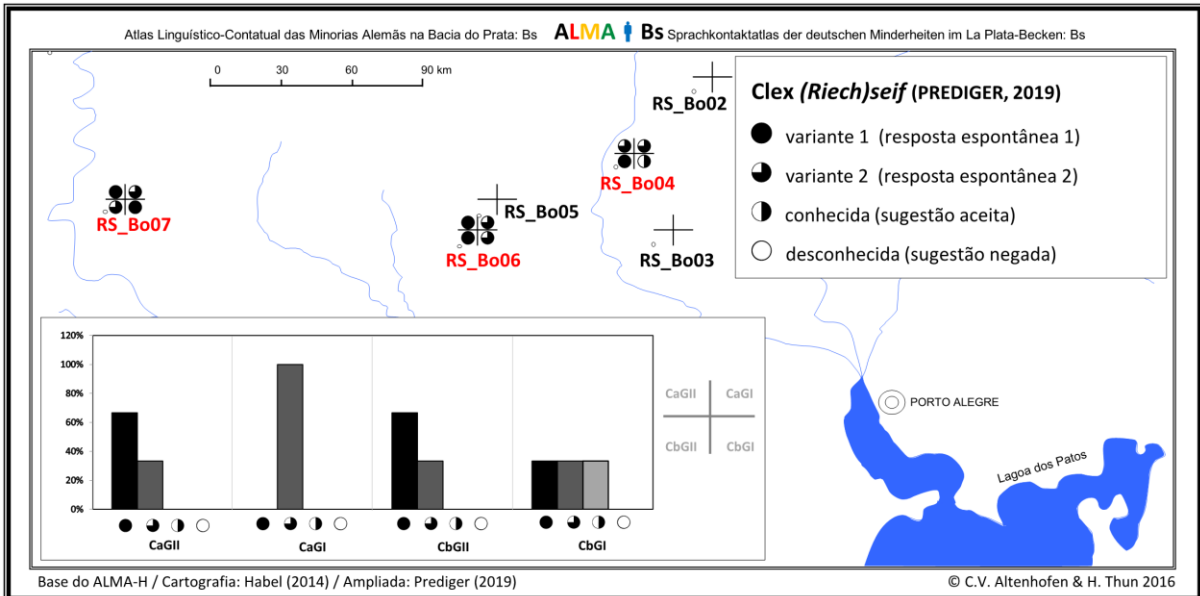 Atlas Linguístico-Contatual das Minorias Alemãs na Bacia do Prata: Bs ALMA Bs Sprachkontaktatlas der deutschen Minderheiten im La Plata-Becken: Bs
0 30 60 90 km
Clex (Riech)seif (PREDIGER, 2019)
variante 1 (resposta espontânea 1)
variante 2 (resposta espontânea 2)
conhecida (sugestão aceita)
desconhecida (sugestão negada)
RS_Bo02
RS_Bo04
RS_Bo07
RS_Bo05
RS_Bo06
RS_Bo03
120%
100%
80%
60%
40%
20%
0%
CaGII CaGI CbGII CbGI
CaGII CaGI
CbGII CbGI
PORTO ALEGRE
Lagoa dos Patos
Base do ALMA-H / Cartografia: Habel (2014) / Ampliada: Prediger (2019)
© C.V. Altenhofen & H. Thun 2016